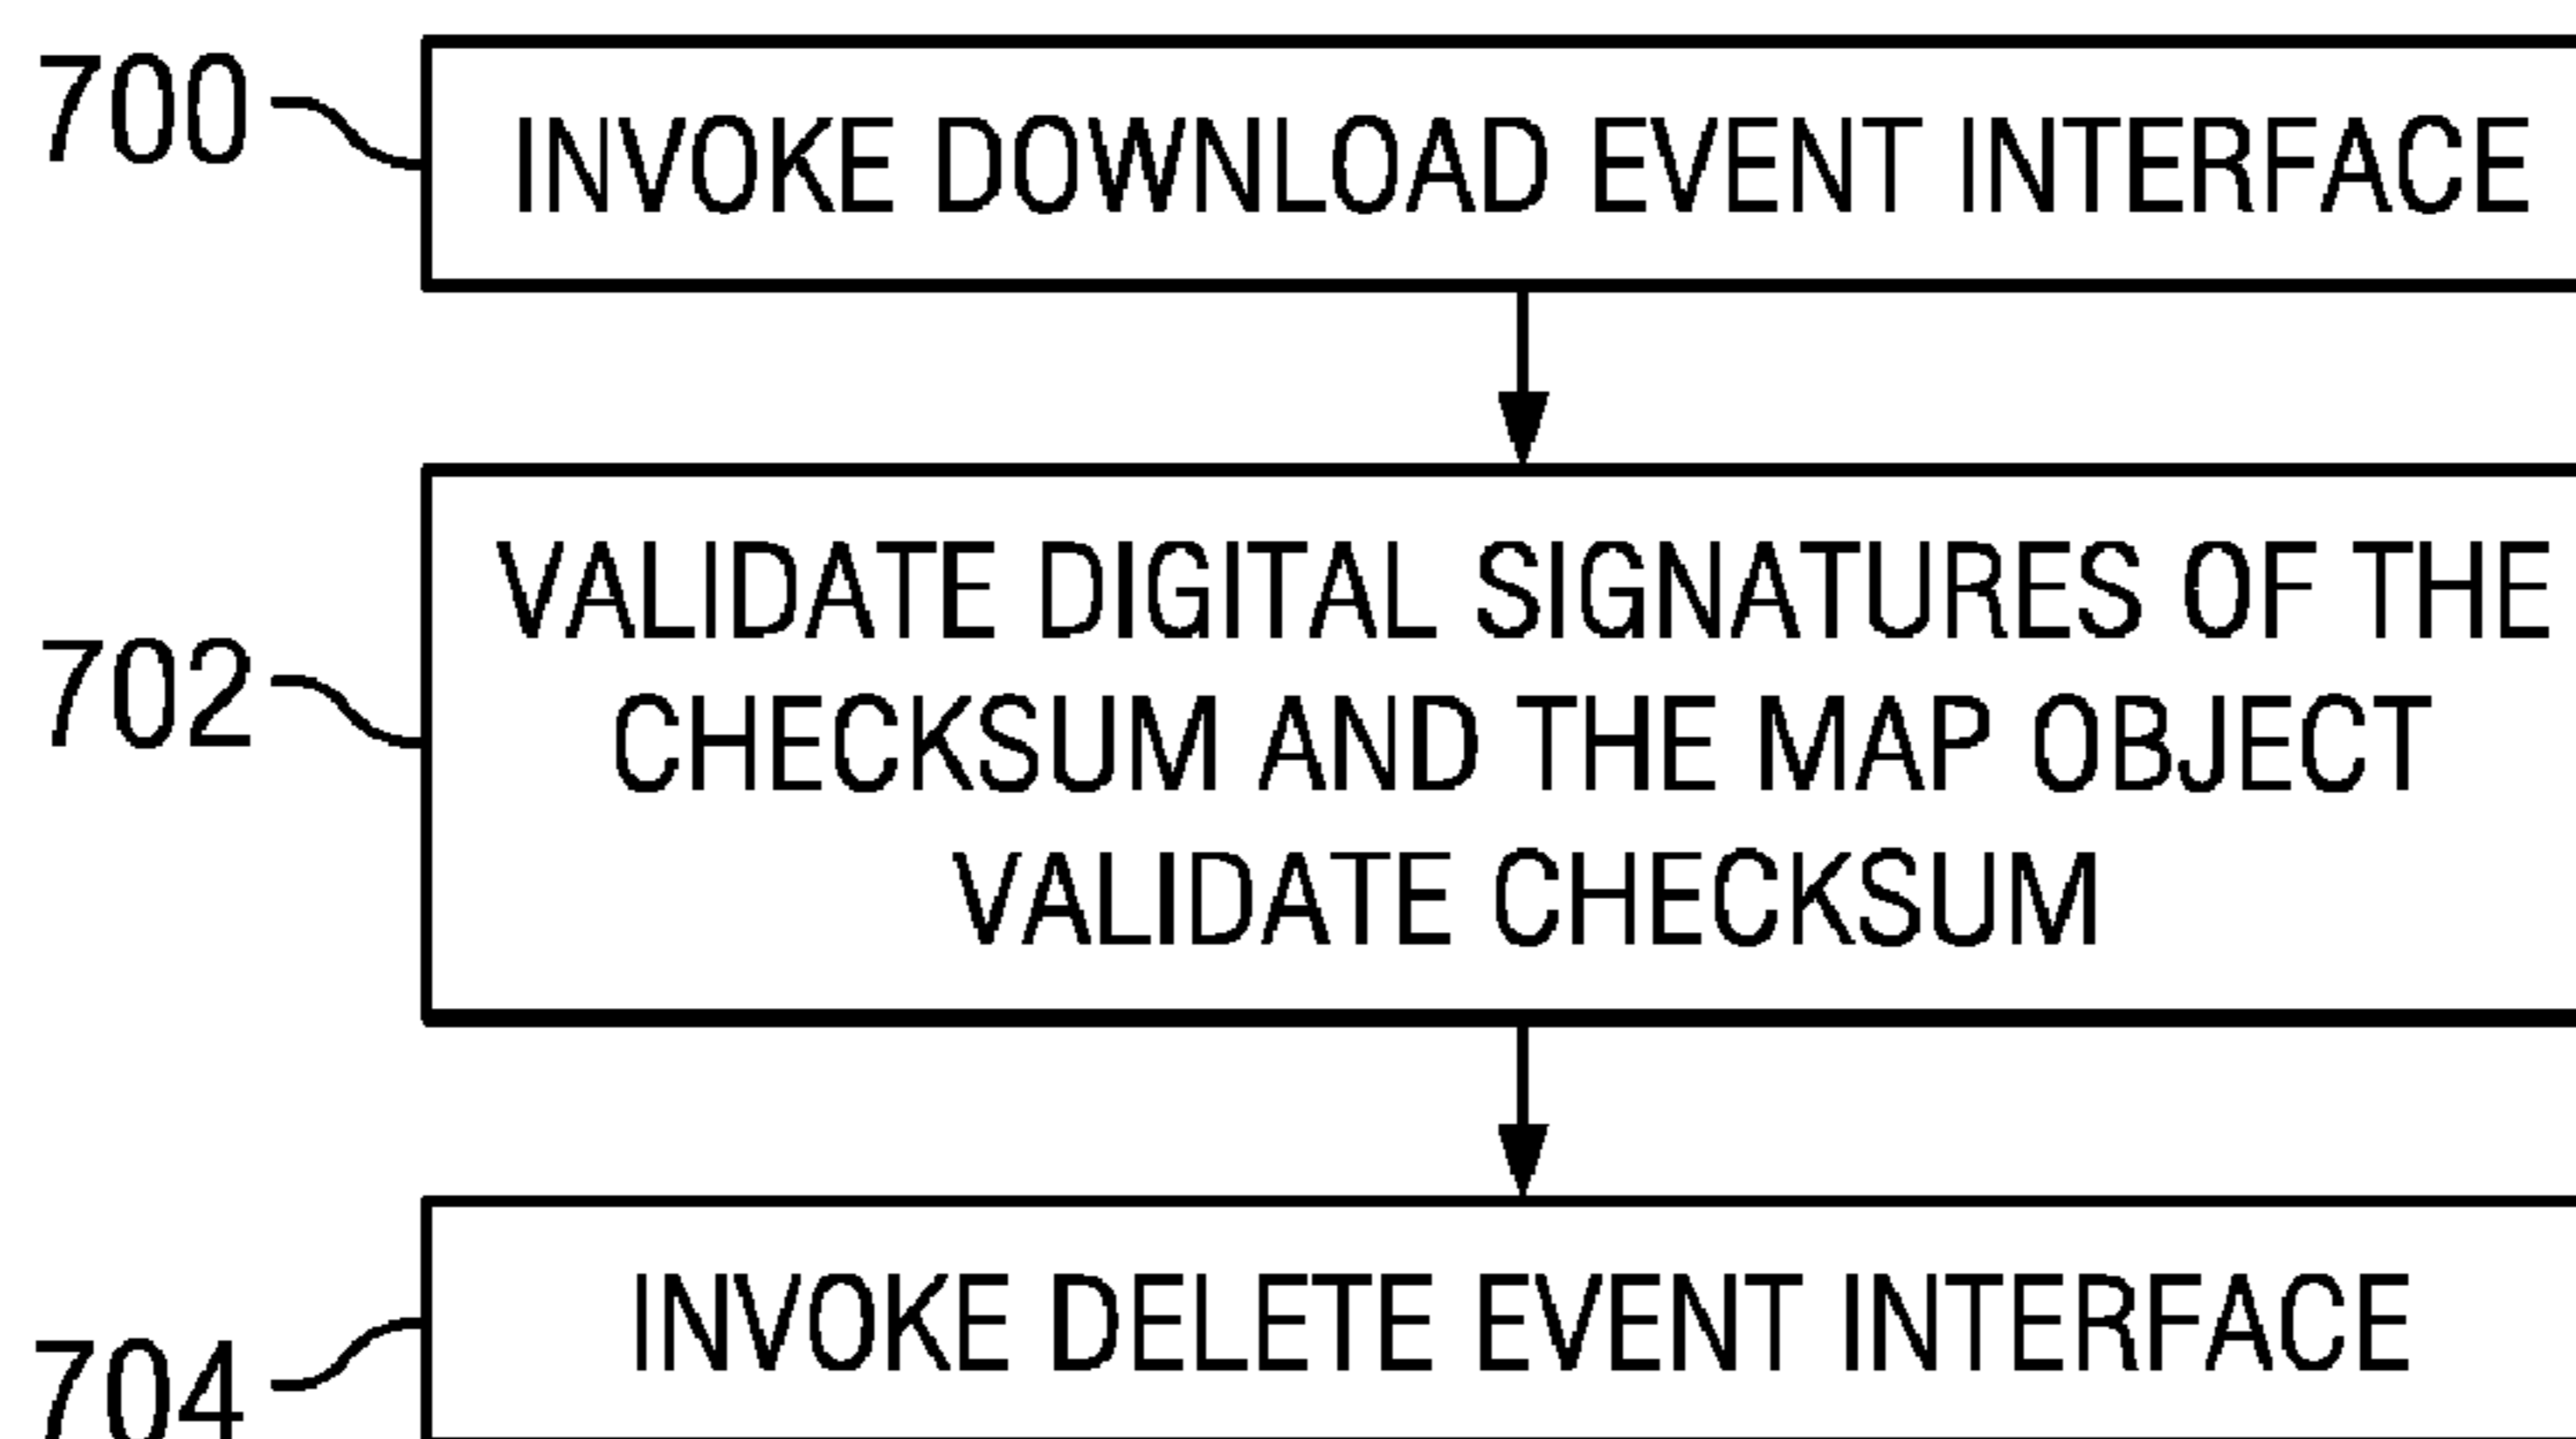 700
INVOKE DOWNLOAD EVENT INTERFACE
VALIDATE DIGITAL SIGNATURES OF THE
702
CHECKSUM AND THE MAP OBJECT
VALIDATE CHECKSUM
INVOKE DELETE EVENT INTERFACE
704